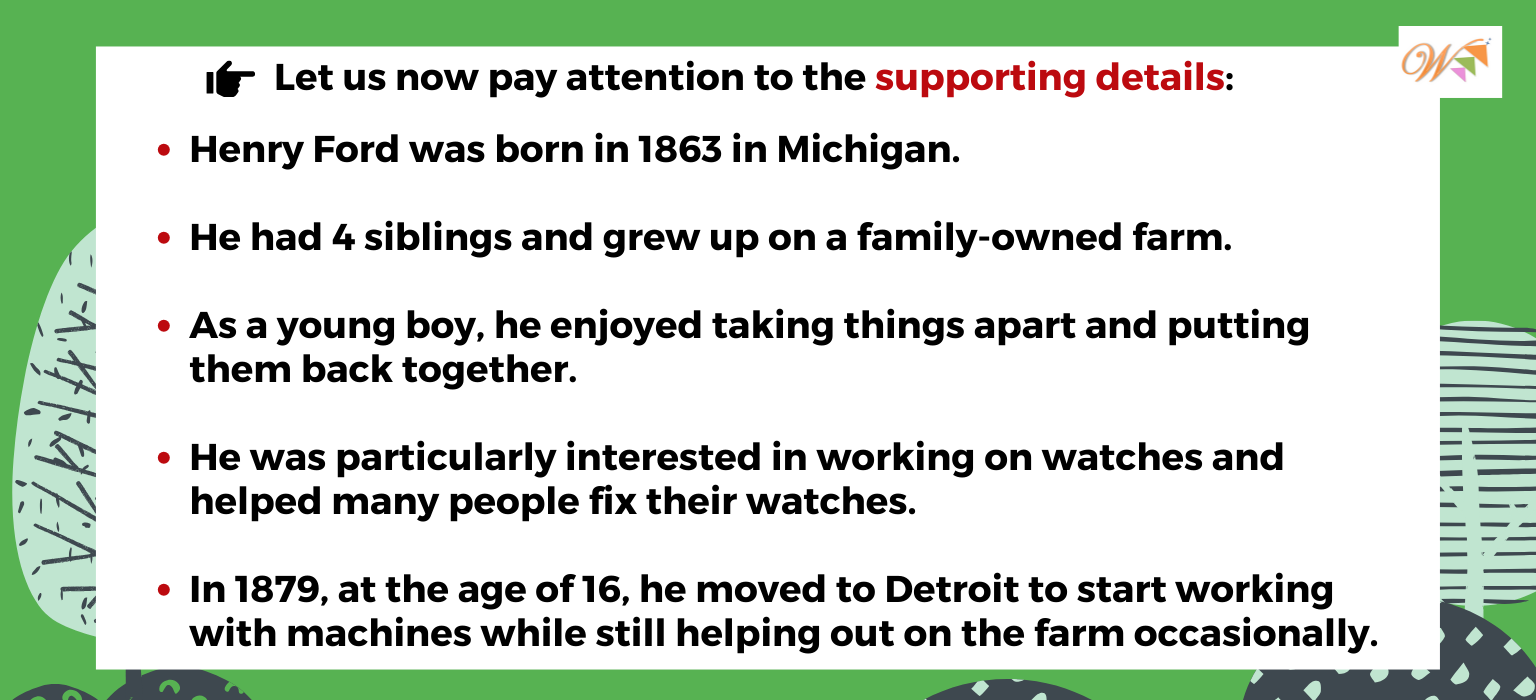 Let us now pay attention to the supporting details:
W
• Henry Ford was born in 1863 in Michigan.
• He had 4 siblings and grew up on a family-owned farm.
• As a young boy, he enjoyed taking things apart and putting
them back together.
• He was particularly interested in working on watches and
helped many people fix their watches.
• In 1879, at the age of 16, he moved to Detroit to start working
with machines while still helping out on the farm occasionally.